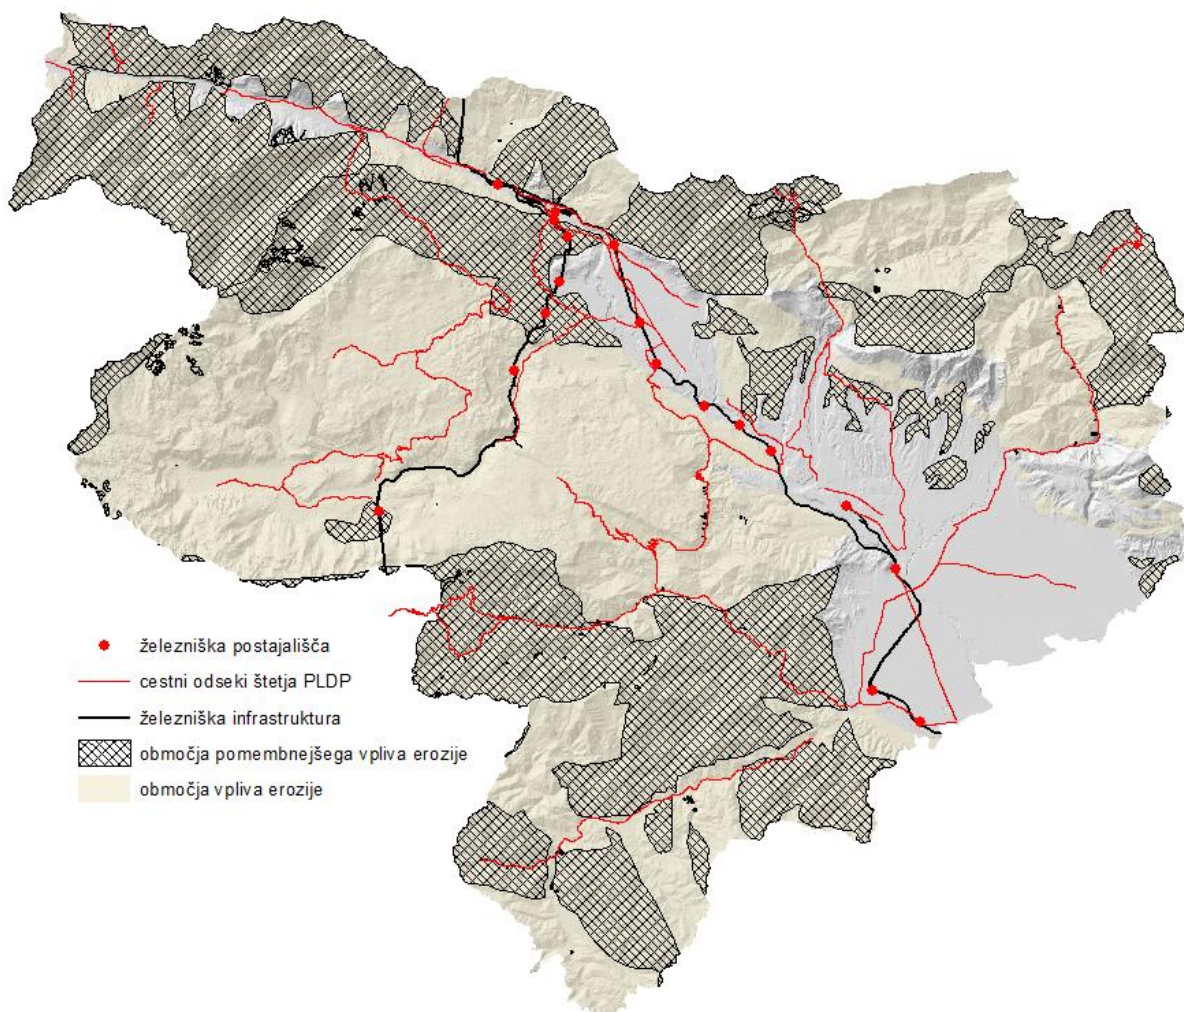 železniška postajališča
cestni odseki štetja PLDP
železniška infrastruktura
območja pomembnejšega vpliva erozije
območja vpliva erozije